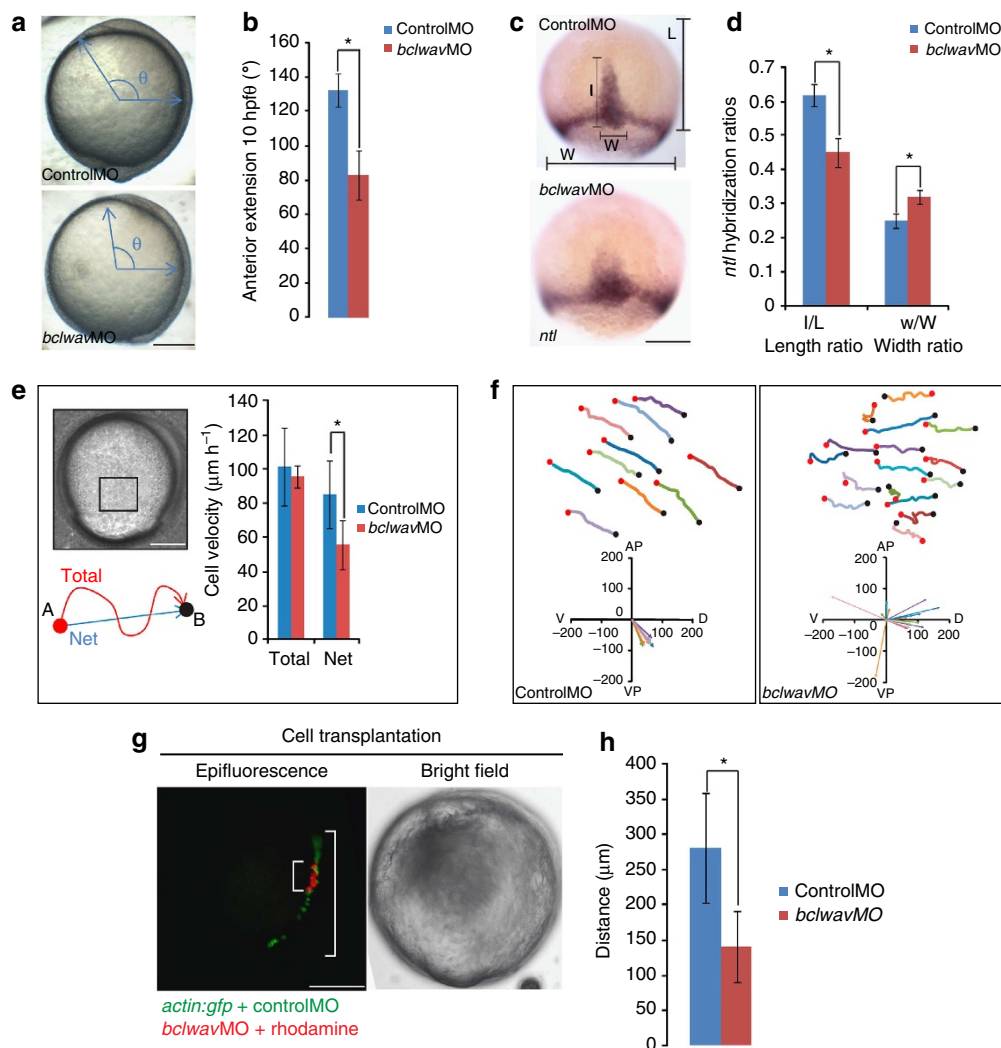 a
θ
ControlMO
θ
bclwavMO
b
ControlMO
bclwavMO
Anterior extension 10 hpfθ (°)
160
140
120
100
80
60
40
20
0
*
c
ControlMO
L
l
W
W
bclwavMO
ntl
d
ControlMO
bclwavMO
ntl hybridization ratios
0.7
0.6
0.5
0.4
0.3
0.2
0.1
0
*
*
l/L
w/W
Length ratio
Width ratio
e
Total
A
B
Net
Cell velocity (μm h⁻¹)
140
120
100
80
60
40
20
0
*
ControlMO
bclwavMO
Total
Net
f
AP
200
100
0
V
D
−200
−100
100
200
−100
−200
VP
ControlMO
AP
200
100
0
V
D
−200
−100
100
200
−100
−200
VP
bclwavMO
g
Cell transplantation
Epifluorescence
Bright field
actin:gfp + controlMO
bclwavMO + rhodamine
h
Distance (μm)
400
350
300
250
200
150
100
50
0
*
ControlMO
bclwavMO